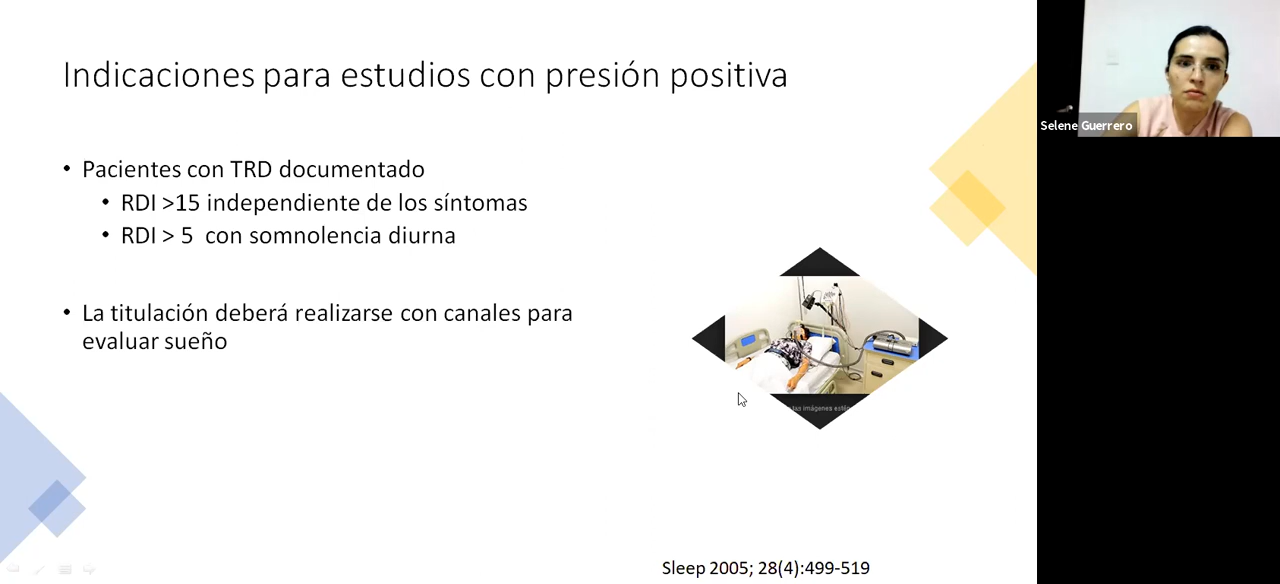 Indicaciones para estudios con presión positiva
Selene Guerrero
• Pacientes con TRD documentado
• RDI >15 independiente de los síntomas
• RDI > 5 con somnolencia diurna
• La titulación deberá realizarse con canales para
evaluar sueño
las imágenes
Sleep 2005; 28(4):499-519